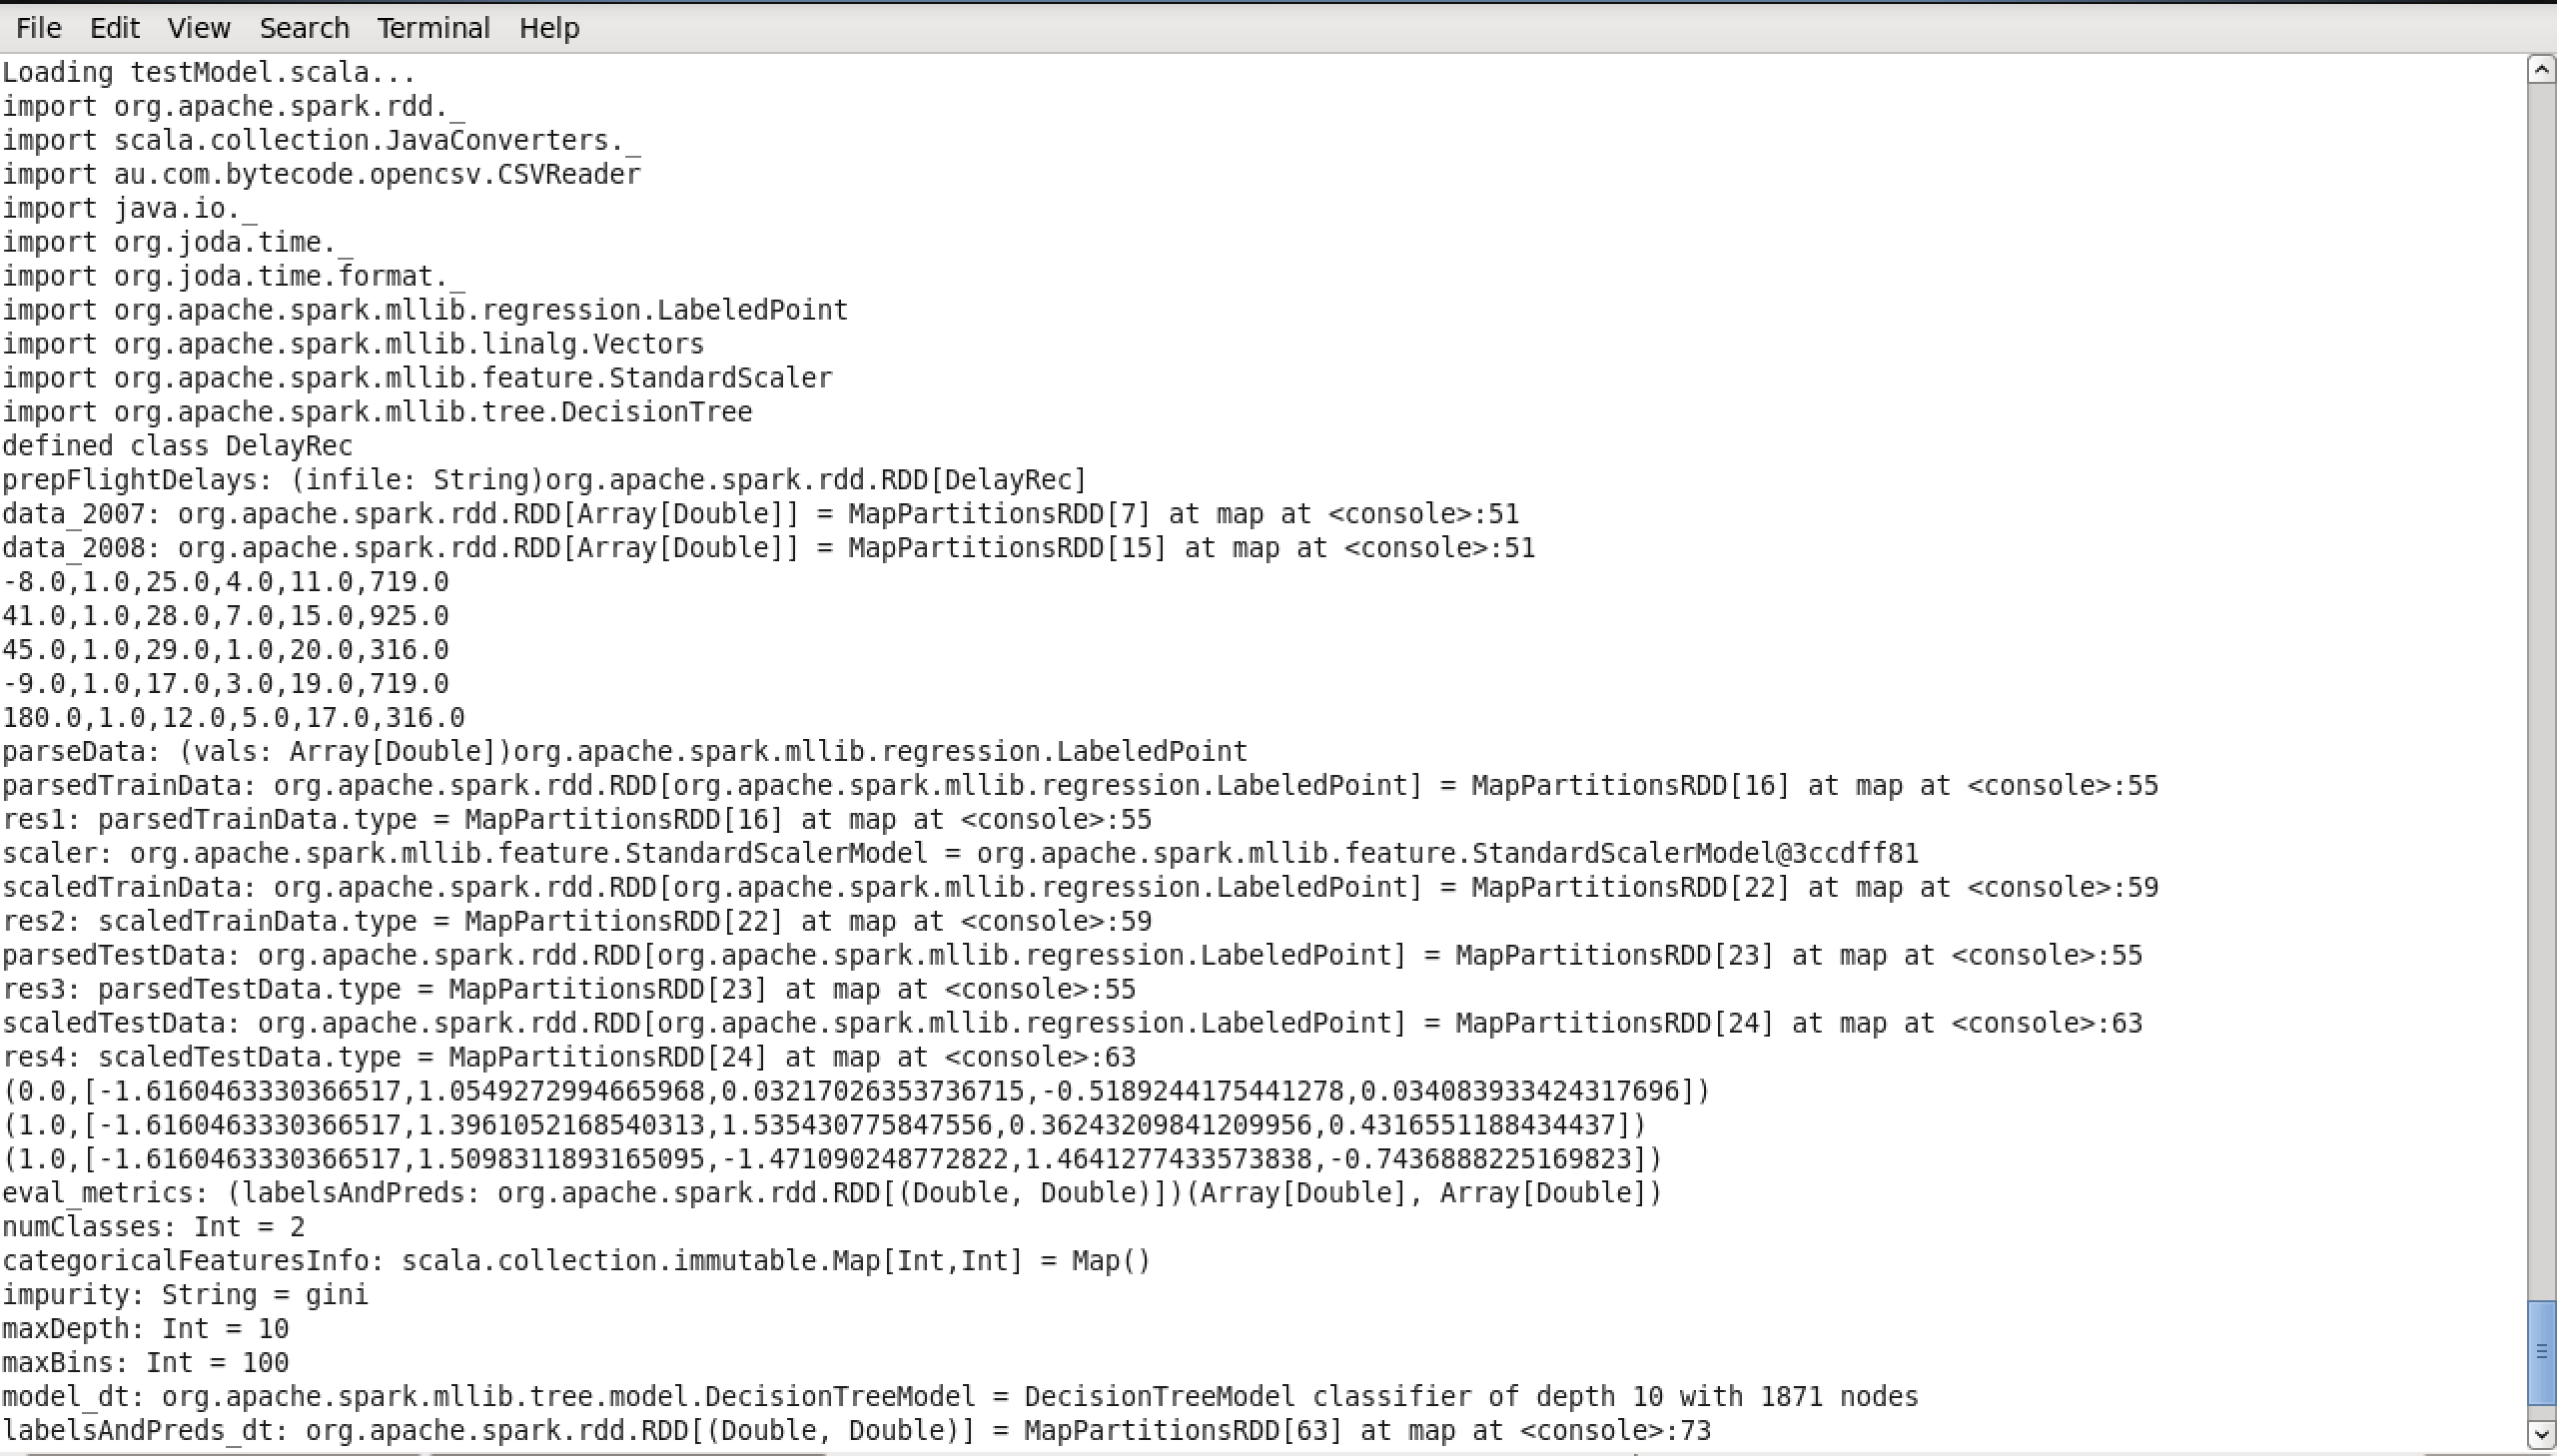 File Edit View Search Terminal Help
Loading testModel.scala...
import org.apache.spark.rdd._
import scala.collection.JavaConverters._
import au.com.bytecode.opencsv.CSVReader
import java.io._
import org.joda.time._
import org.joda.time.format._
import org.apache.spark.mllib.regression.LabeledPoint
import org.apache.spark.mllib.linalg.Vectors
import org.apache.spark.mllib.feature.StandardScaler
import org.apache.spark.mllib.tree.DecisionTree
defined class DelayRec
prepFlightDelays: (infile: String)org.apache.spark.rdd.RDD[DelayRec]
data_2007: org.apache.spark.rdd.RDD[Array[Double]] = MapPartitionsRDD[7] at map at <console>:51
data_2008: org.apache.spark.rdd.RDD[Array[Double]] = MapPartitionsRDD[15] at map at <console>:51
-8.0,1.0,25.0,4.0,11.0,719.0
41.0,1.0,28.0,7.0,15.0,925.0
45.0,1.0,29.0,1.0,20.0,316.0
-9.0,1.0,17.0,3.0,19.0,719.0
180.0,1.0,12.0,5.0,17.0,316.0
parseData: (vals: Array[Double])org.apache.spark.mllib.regression.LabeledPoint
parsedTrainData: org.apache.spark.rdd.RDD[org.apache.spark.mllib.regression.LabeledPoint] = MapPartitionsRDD[16] at map at <console>:55
res1: parsedTrainData.type = MapPartitionsRDD[16] at map at <console>:55
scaler: org.apache.spark.mllib.feature.StandardScalerModel = org.apache.spark.mllib.feature.StandardScalerModel@3ccdff81
scaledTrainData: org.apache.spark.rdd.RDD[org.apache.spark.mllib.regression.LabeledPoint] = MapPartitionsRDD[22] at map at <console>:59
res2: scaledTrainData.type = MapPartitionsRDD[22] at map at <console>:59
parsedTestData: org.apache.spark.rdd.RDD[org.apache.spark.mllib.regression.LabeledPoint] = MapPartitionsRDD[23] at map at <console>:55
res3: parsedTestData.type = MapPartitionsRDD[23] at map at <console>:55
scaledTestData: org.apache.spark.rdd.RDD[org.apache.spark.mllib.regression.LabeledPoint] = MapPartitionsRDD[24] at map at <console>:63
res4: scaledTestData.type = MapPartitionsRDD[24] at map at <console>:63
(0.0,[-1.6160463330366517,1.0549272994665968,0.03217026353736715,-0.5189244175441278,0.034083933424317696])
(1.0,[-1.6160463330366517,1.3961052168540313,1.535430775847556,0.36243209841209956,0.4316551188434437])
(1.0,[-1.6160463330366517,1.5098311893165095,-1.471090248772822,1.4641277433573838,-0.7436888225169823])
eval_metrics: (labelsAndPreds: org.apache.spark.rdd.RDD[(Double, Double)])(Array[Double], Array[Double])
numClasses: Int = 2
categoricalFeaturesInfo: scala.collection.immutable.Map[Int,Int] = Map()
impurity: String = gini
maxDepth: Int = 10
maxBins: Int = 100
model_dt: org.apache.spark.mllib.tree.model.DecisionTreeModel = DecisionTreeModel classifier of depth 10 with 1871 nodes
labelsAndPreds_dt: org.apache.spark.rdd.RDD[(Double, Double)] = MapPartitionsRDD[63] at map at <console>:73